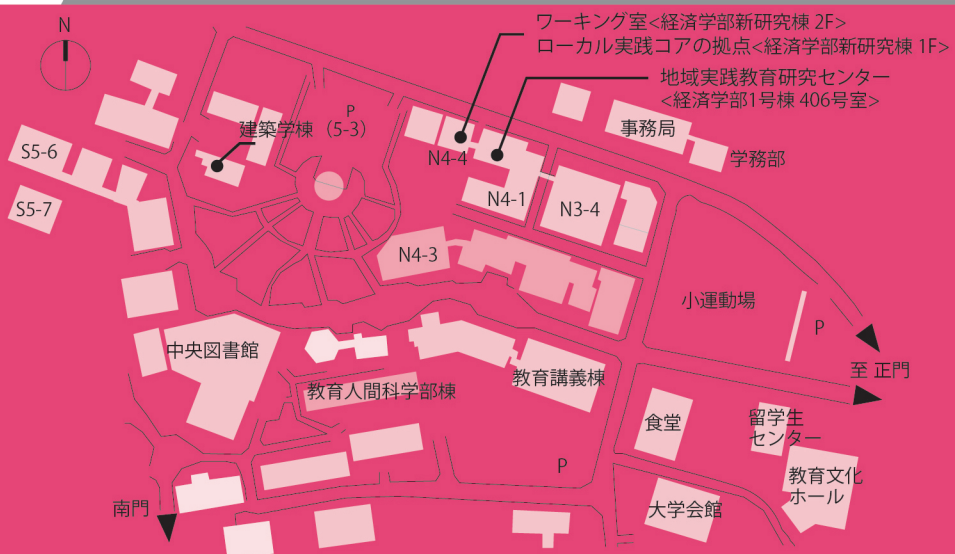 N
ワーキング室<経済学部新研究棟 2F>
ローカル実践コアの拠点<経済学部新研究棟 1F>
地域実践教育研究センター
<経済学部1号棟 406号室>
P
建築学棟（5-3）
事務局
学務部
S5-6
N4-4
S5-7
N4-1
N3-4
N4-3
小運動場
P
中央図書館
至 正門
教育人間科学部棟
教育講義棟
食堂
留学生
センター
P
教育文化
ホール
南門
大学会館